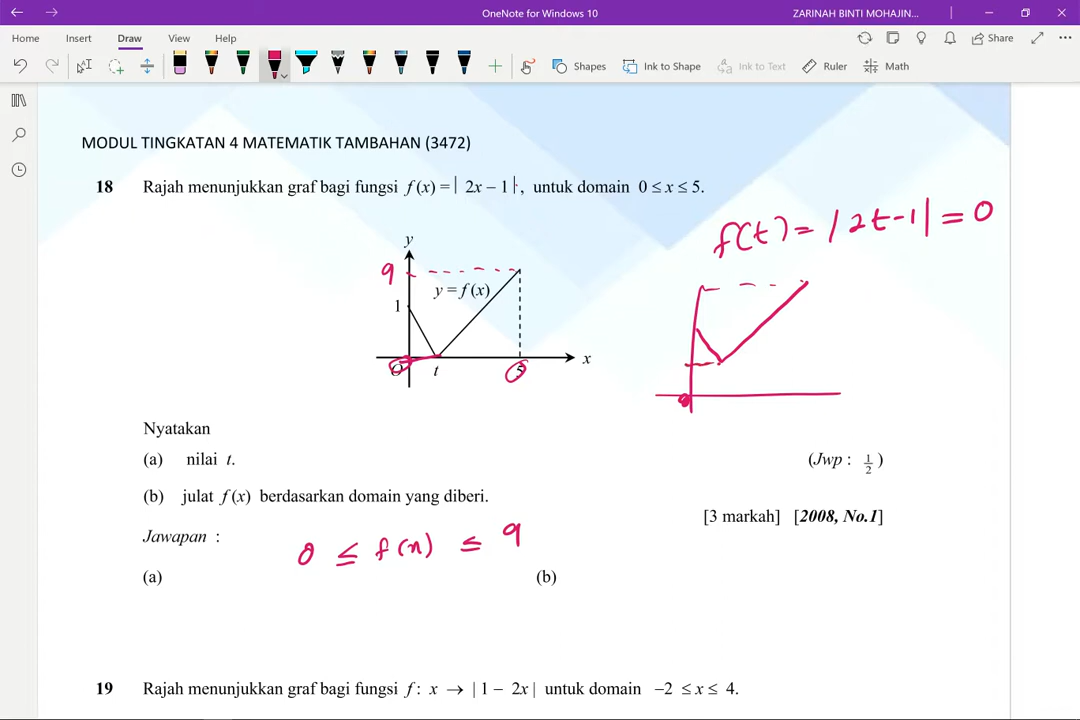 OneNote for Windows 10
ZARINAH BINTI MOHAJIN...
Home Insert Draw View Help
Share
Shapes Ink to Shape Ink to Text Ruler Math
MODUL TINGKATAN 4 MATEMATIK TAMBAHAN (3472)
18 Rajah menunjukkan graf bagi fungsi f(x) = | 2x – 1 |, untuk domain 0 ≤ x ≤ 5.
f(t) = |2t-1| = 0
y
9
y = f(x)
1
x
O t 5
Nyatakan
(a) nilai t.
(Jwp : 1/2)
(b) julat f(x) berdasarkan domain yang diberi.
[3 markah] [2008, No.1]
Jawapan :
0 ≤ f(x) ≤ 9
(a) (b)
19 Rajah menunjukkan graf bagi fungsi f: x → | 1 – 2x | untuk domain –2 ≤ x ≤ 4.